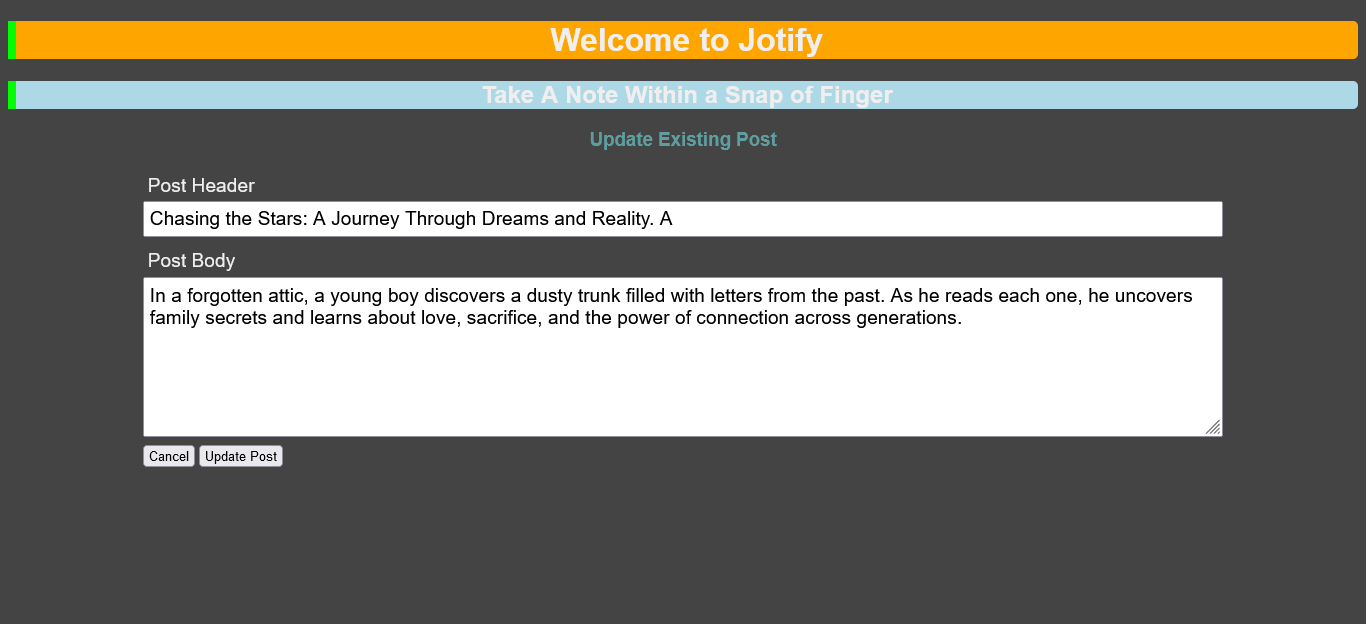 Welcome to Jotify
Take A Note Within a Snap of Finger
Update Existing Post
Post Header
Chasing the Stars: A Journey Through Dreams and Reality. A
Post Body
In a forgotten attic, a young boy discovers a dusty trunk filled with letters from the past. As he reads each one, he uncovers
family secrets and learns about love, sacrifice, and the power of connection across generations.
Cancel Update Post